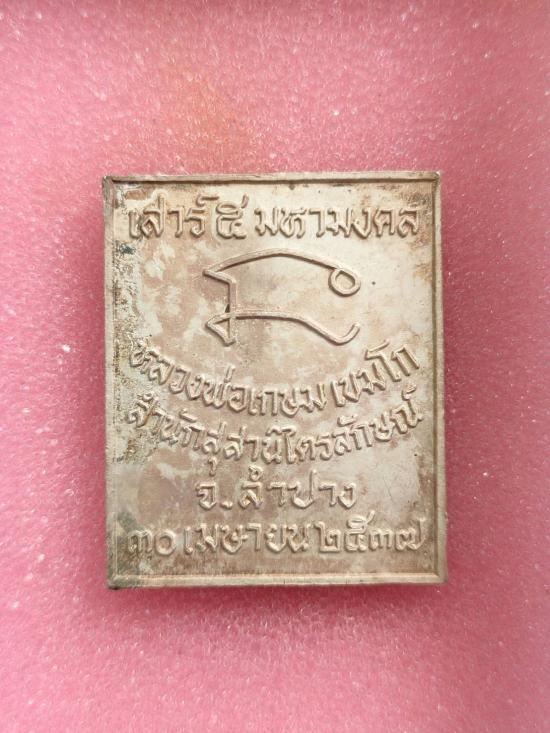 เสาร์ ๕ มหามงคล
หลวงพ่อเกษม เขมโก
สำนักสุสานไตรลักษณ์
จ.ลำปาง
๓๐ เมษายน ๒๕๓๗